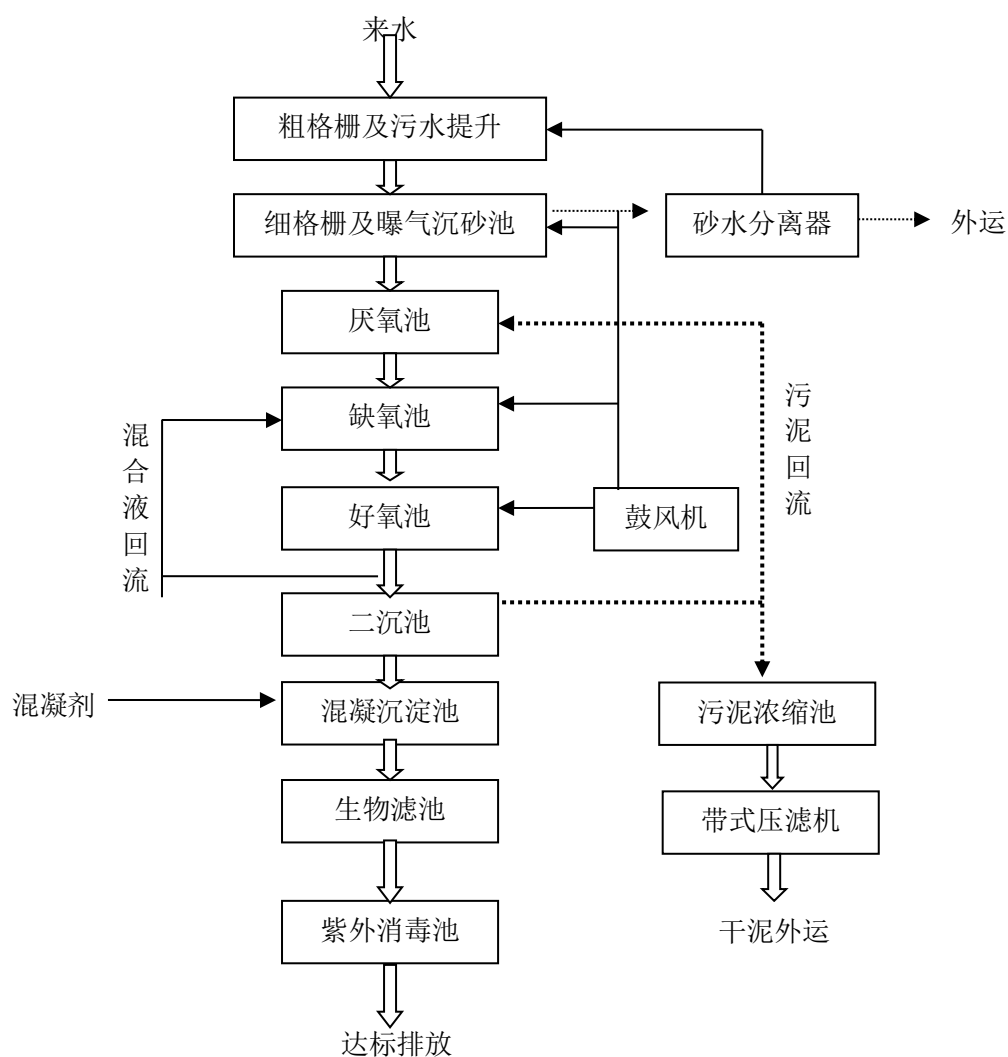 来水
粗格栅及污水提升
细格栅及曝气沉砂池
砂水分离器
外运
厌氧池
缺氧池
混合液回流
污泥回流
好氧池
鼓风机
二沉池
混凝剂
混凝沉淀池
污泥浓缩池
生物滤池
带式压滤机
紫外消毒池
干泥外运
达标排放